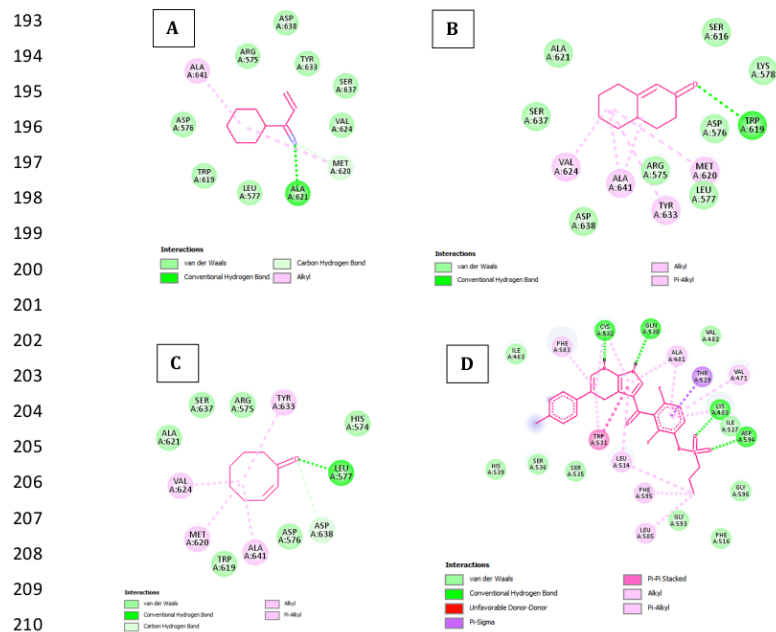 193
194
195
196
197
198
199
200
201
202
203
204
205
206
207
208
209
210
A
ASP
A:638
ARG
A:575
TYR
A:633
ALA
A:641
SER
A:637
ASP
A:576
VAL
A:624
TRP
A:619
MET
A:620
LEU
A:577
ALA
A:621
Interactions
van der Waals
Conventional Hydrogen Bond
Carbon Hydrogen Bond
Alkyl
B
SER
A:616
ALA
A:621
LYS
A:578
O
SER
A:637
ASP
A:576
TRP
A:619
VAL
A:624
ARG
A:575
MET
A:620
ALA
A:641
LEU
A:577
TYR
A:633
ASP
A:638
Interactions
van der Waals
Conventional Hydrogen Bond
Alkyl
Pi-Alkyl
C
SER
A:637
ARG
A:575
TYR
A:633
HIS
A:574
ALA
A:621
O
LEU
A:577
VAL
A:624
MET
A:620
ASP
A:576
ASP
A:638
TRP
A:619
ALA
A:641
Interactions
van der Waals
Conventional Hydrogen Bond
Carbon Hydrogen Bond
Alkyl
Pi-Alkyl
D
CYS
A:532
GLN
A:530
ILE
A:463
PHE
A:583
VAL
A:482
ALA
A:481
THR
A:529
VAL
A:471
LYS
A:483
ILE
A:527
TRP
A:531
ASP
A:594
LEU
A:514
HIS
A:539
SER
A:536
SER
A:535
PHE
A:595
GLY
A:596
GLY
A:593
LEU
A:505
PHE
A:516
Interactions
van der Waals
Conventional Hydrogen Bond
Unfavorable Donor-Donor
Pi-Sigma
Pi-Pi Stacked
Alkyl
Pi-Alkyl